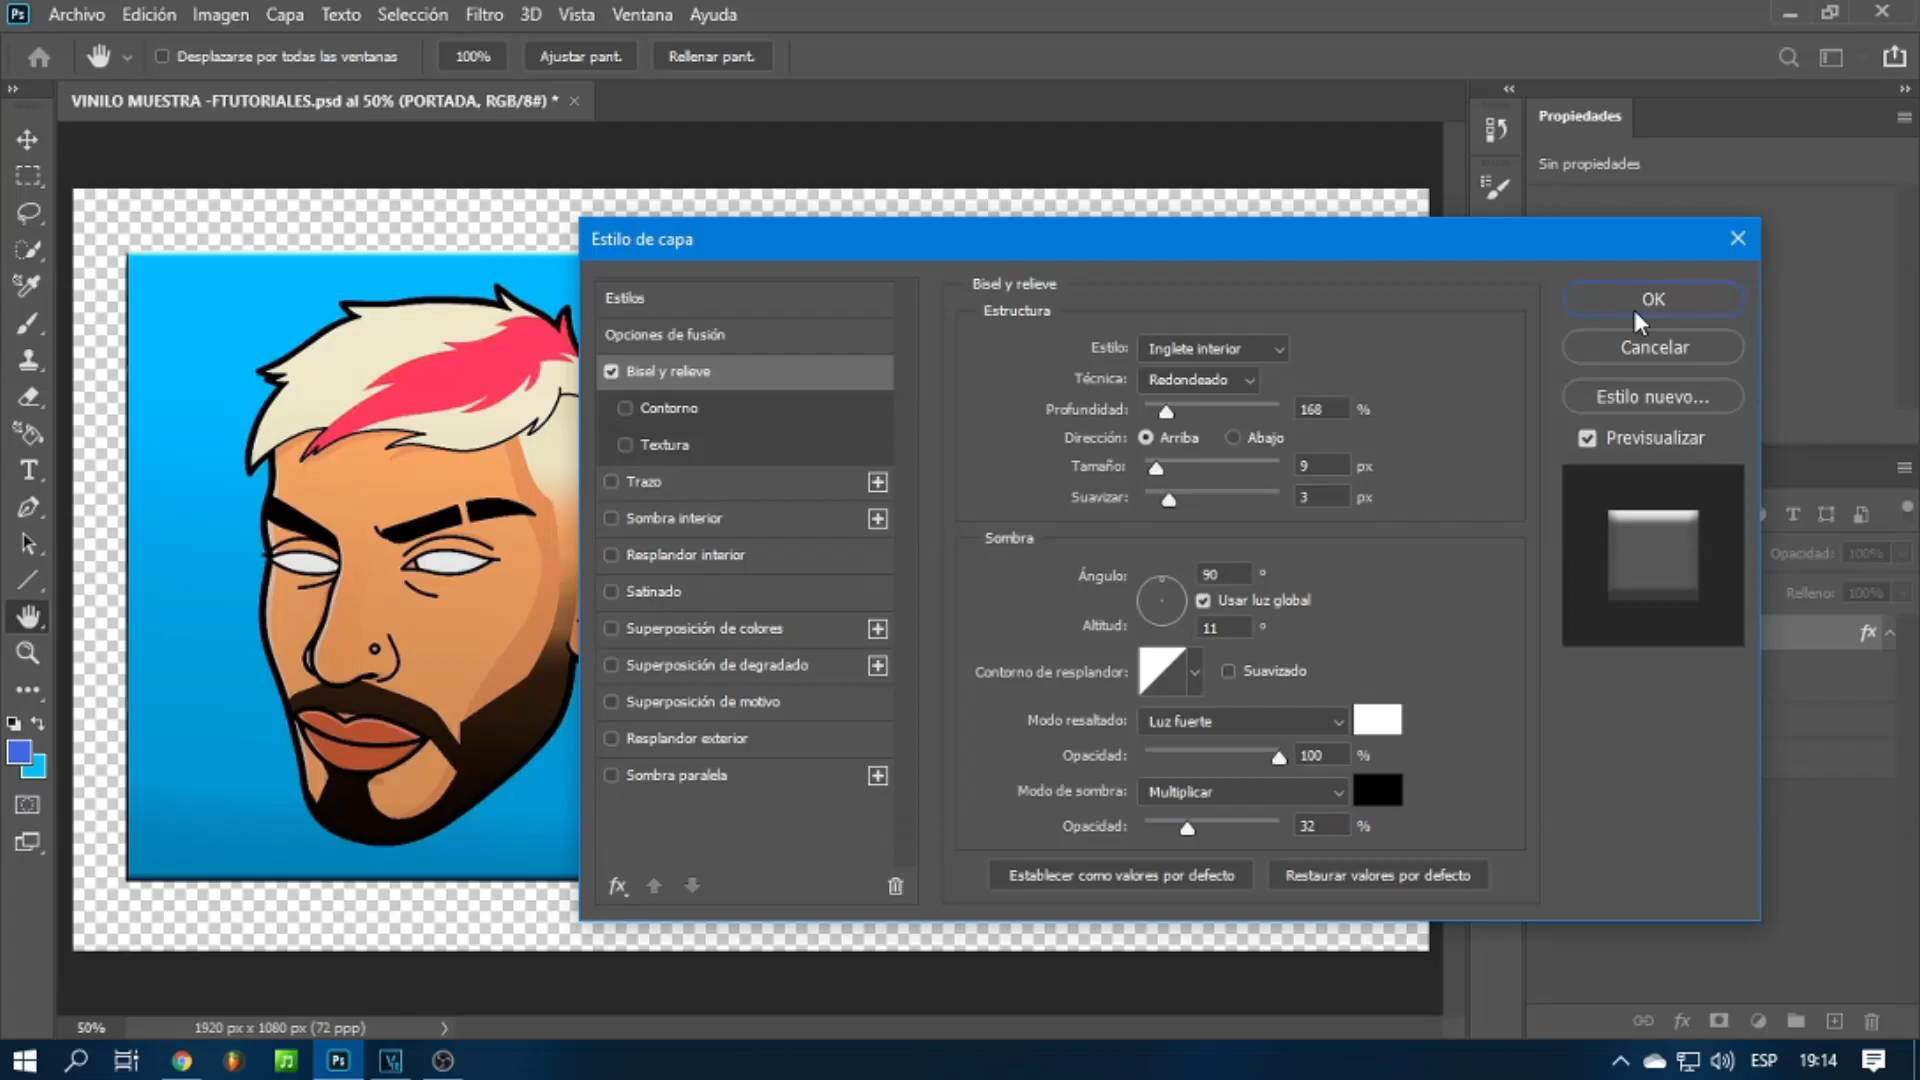 Ps Archivo Edición Imagen Capa Texto Selección Filtro 3D Vista Ventana Ayuda
Desplazarse por todas las ventanas 100% Ajustar pant. Rellenar pant.
VINILO MUESTRA -FTUTORIALES.psd al 50% (PORTADA, RGB/8#) *
Propiedades
Sin propiedades
Estilo de capa
Estilos
Opciones de fusión
Bisel y relieve
Contorno
Textura
Trazo
Sombra interior
Resplandor interior
Satinado
Superposición de colores
Superposición de degradado
Superposición de motivo
Resplandor exterior
Sombra paralela
fx
Bisel y relieve
Estructura
Estilo: Inglete interior
Técnica: Redondeado
Profundidad: 168 %
Dirección: Arriba Abajo
Tamaño: 9 px
Suavizar: 3 px
Sombra
Ángulo: 90 °
Usar luz global
Altitud: 11 °
Contorno de resplandor: Suavizado
Modo resaltado: Luz fuerte
Opacidad: 100 %
Modo de sombra: Multiplicar
Opacidad: 32 %
Establecer como valores por defecto Restaurar valores por defecto
OK
Cancelar
Estilo nuevo...
Previsualizar
T
Opacidad: 100%
Relleno: 100%
fx
T
50% 1920 px x 1080 px (72 ppp)
fx
Ps
ESP 19:14